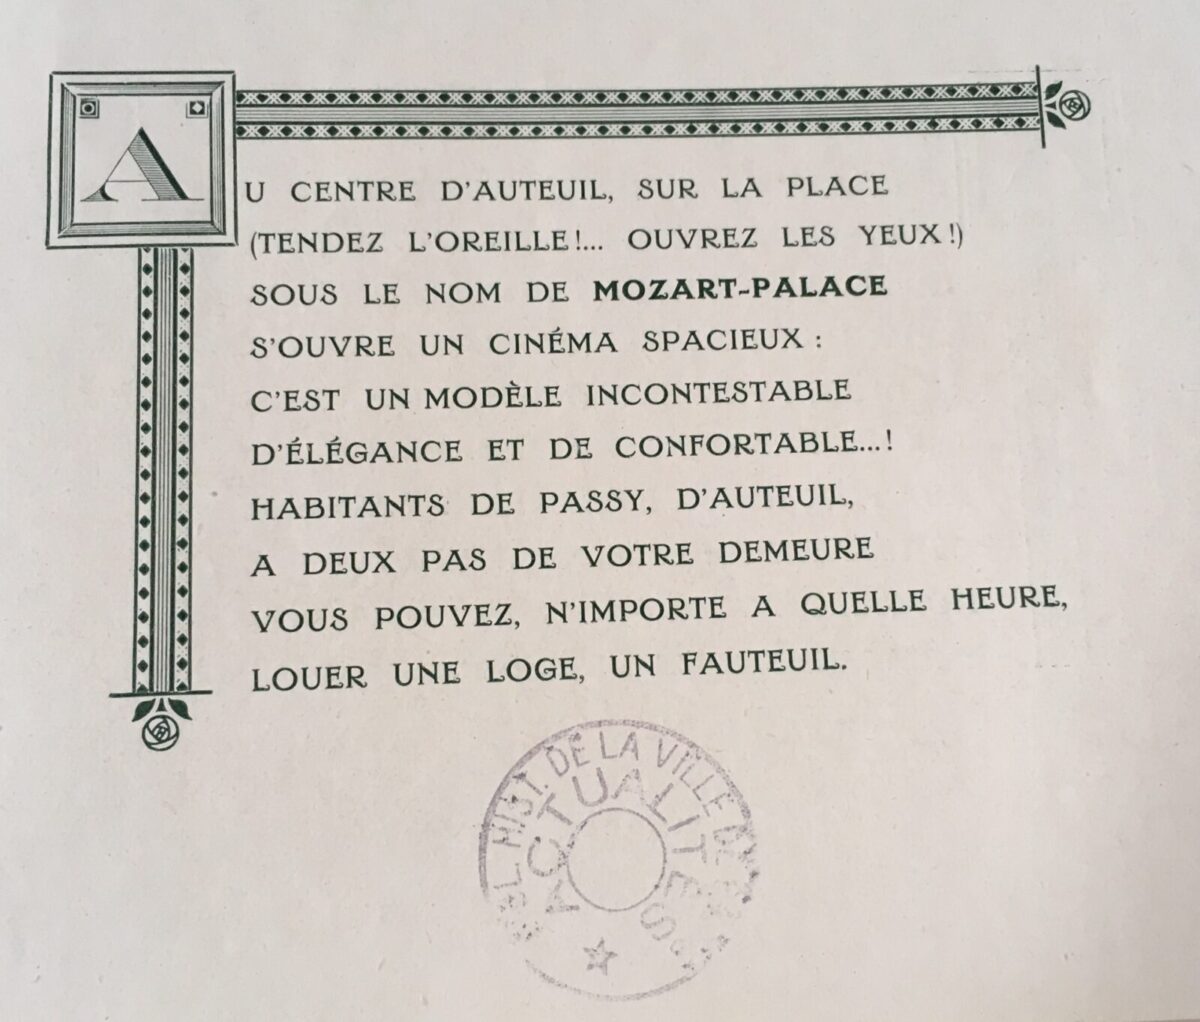 AU CENTRE D'AUTEUIL, SUR LA PLACE
(TENDEZ L'OREILLE!... OUVREZ LES YEUX!)
SOUS LE NOM DE MOZART-PALACE
S'OUVRE UN CINÉMA SPACIEUX :
C'EST UN MODÈLE INCONTESTABLE
D'ÉLÉGANCE ET DE CONFORTABLE...!
HABITANTS DE PASSY, D'AUTEUIL,
A DEUX PAS DE VOTRE DEMEURE
VOUS POUVEZ, N'IMPORTE A QUELLE HEURE,
LOUER UNE LOGE, UN FAUTEUIL.
HIST. DE LA VILLE DE
ACTUALITES